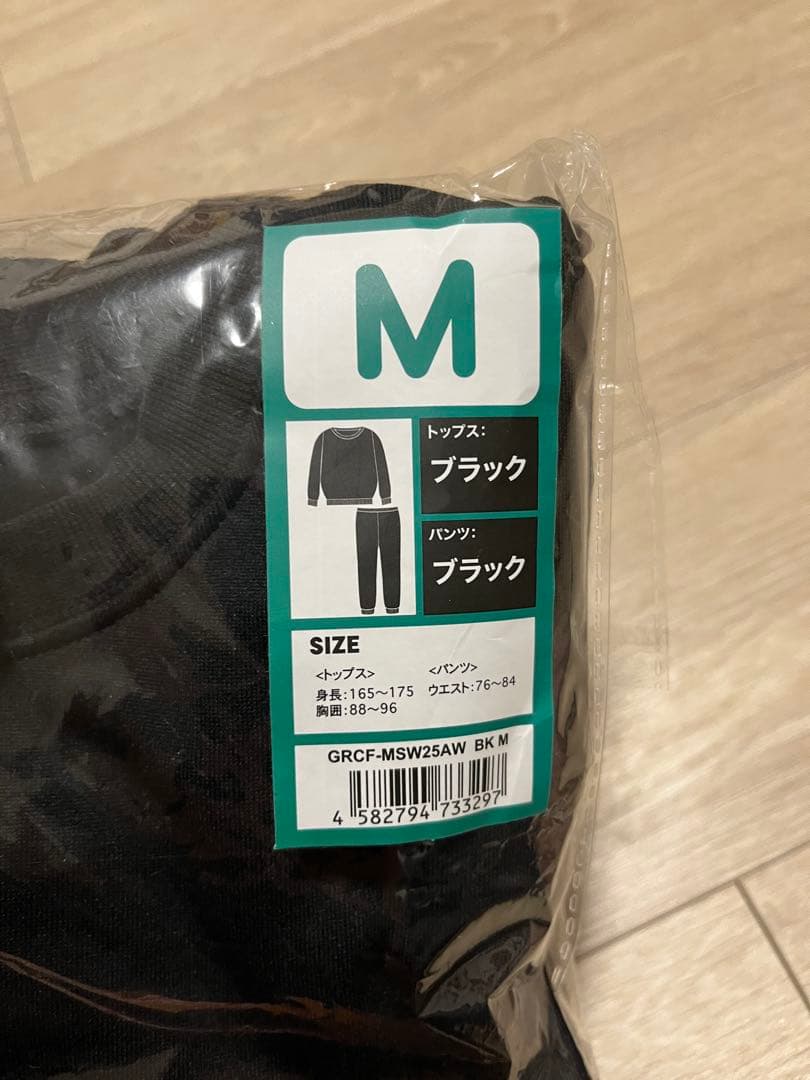 M
トップス:
ブラック
パンツ:
ブラック
SIZE
<トップス>
身長:165～175
胸囲:88～96
<パンツ>
ウエスト:76～84
GRCF-MSW25AW BK M
4 582794 733297